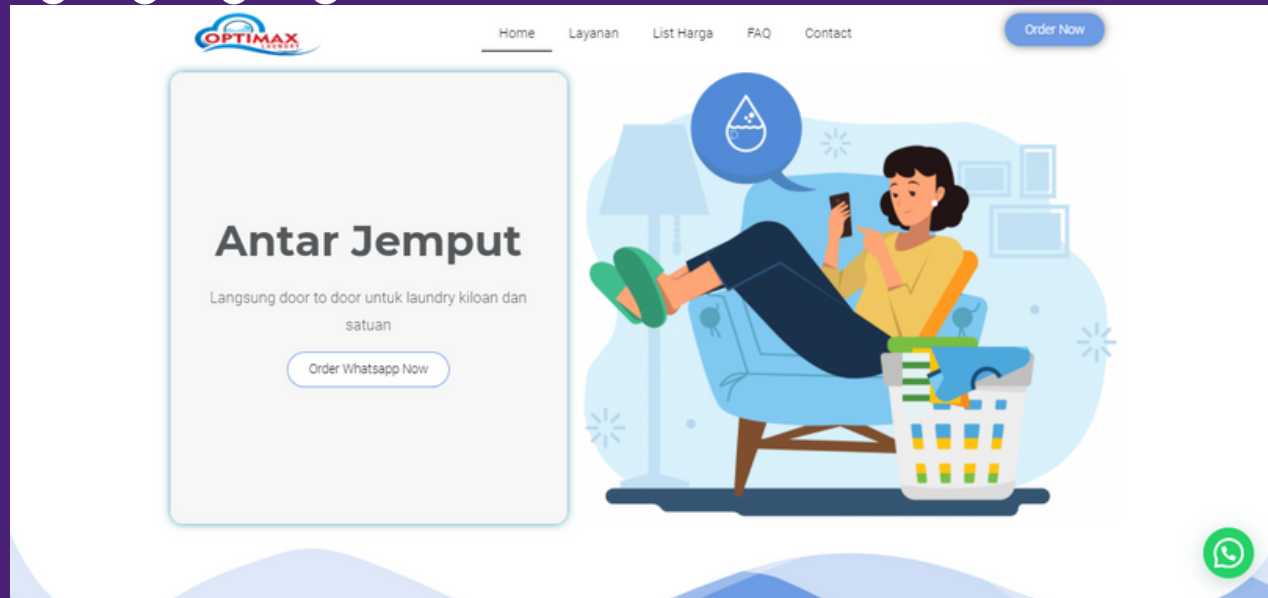 OPTIMAX
LAUNDRY
Home
Layanan
List Harga
FAQ
Contact
Order Now
Antar Jemput
Langsung door to door untuk laundry kiloan dan
satuan
Order Whatsapp Now